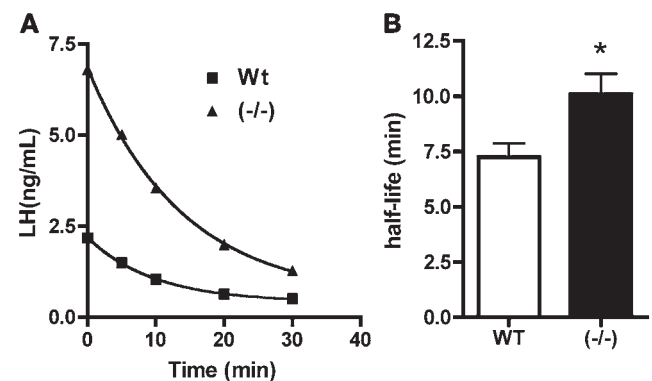 A
7.5
5.0
2.5
0.0
LH(ng/mL)
Wt
(-/-)
0 10 20 30 40
Time (min)
B
12.5
10.0
7.5
5.0
2.5
0.0
half-life (min)
*
WT (-/-)